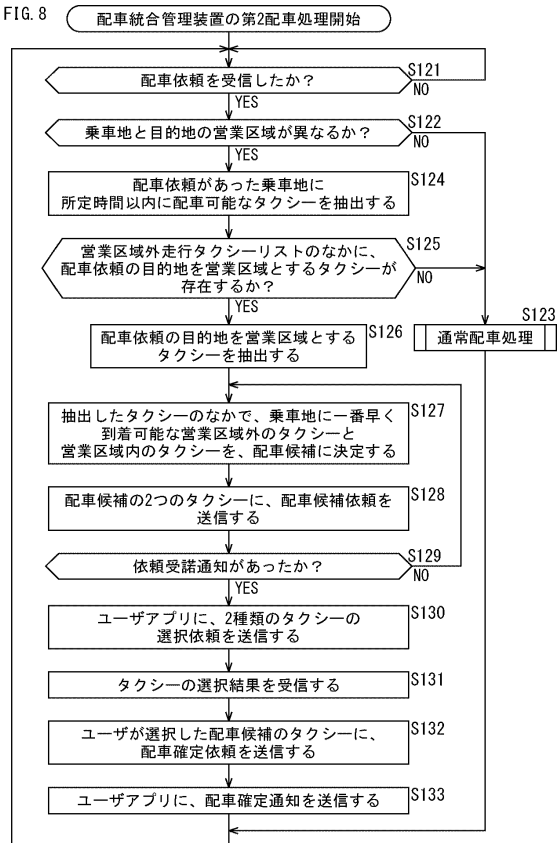 FIG. 8
配車統合管理装置の第2配車処理開始
配車依頼を受信したか?
S121
NO
YES
乗車地と目的地の営業区域が異なるか?
S122
NO
YES
配車依頼があった乗車地に
所定時間以内に配車可能なタクシーを抽出する
S124
営業区域外走行タクシーリストのなかに、
配車依頼の目的地を営業区域とするタクシーが
存在するか?
S125
NO
YES
配車依頼の目的地を営業区域とする
タクシーを抽出する
S126
S123
通常配車処理
抽出したタクシーのなかで、乗車地に一番早く
到着可能な営業区域外のタクシーと
営業区域内のタクシーを、配車候補に決定する
S127
配車候補の2つのタクシーに、配車候補依頼を
送信する
S128
依頼受諾通知があったか?
S129
NO
YES
ユーザアプリに、2種類のタクシーの
選択依頼を送信する
S130
タクシーの選択結果を受信する
S131
ユーザが選択した配車候補のタクシーに、
配車確定依頼を送信する
S132
ユーザアプリに、配車確定通知を送信する
S133